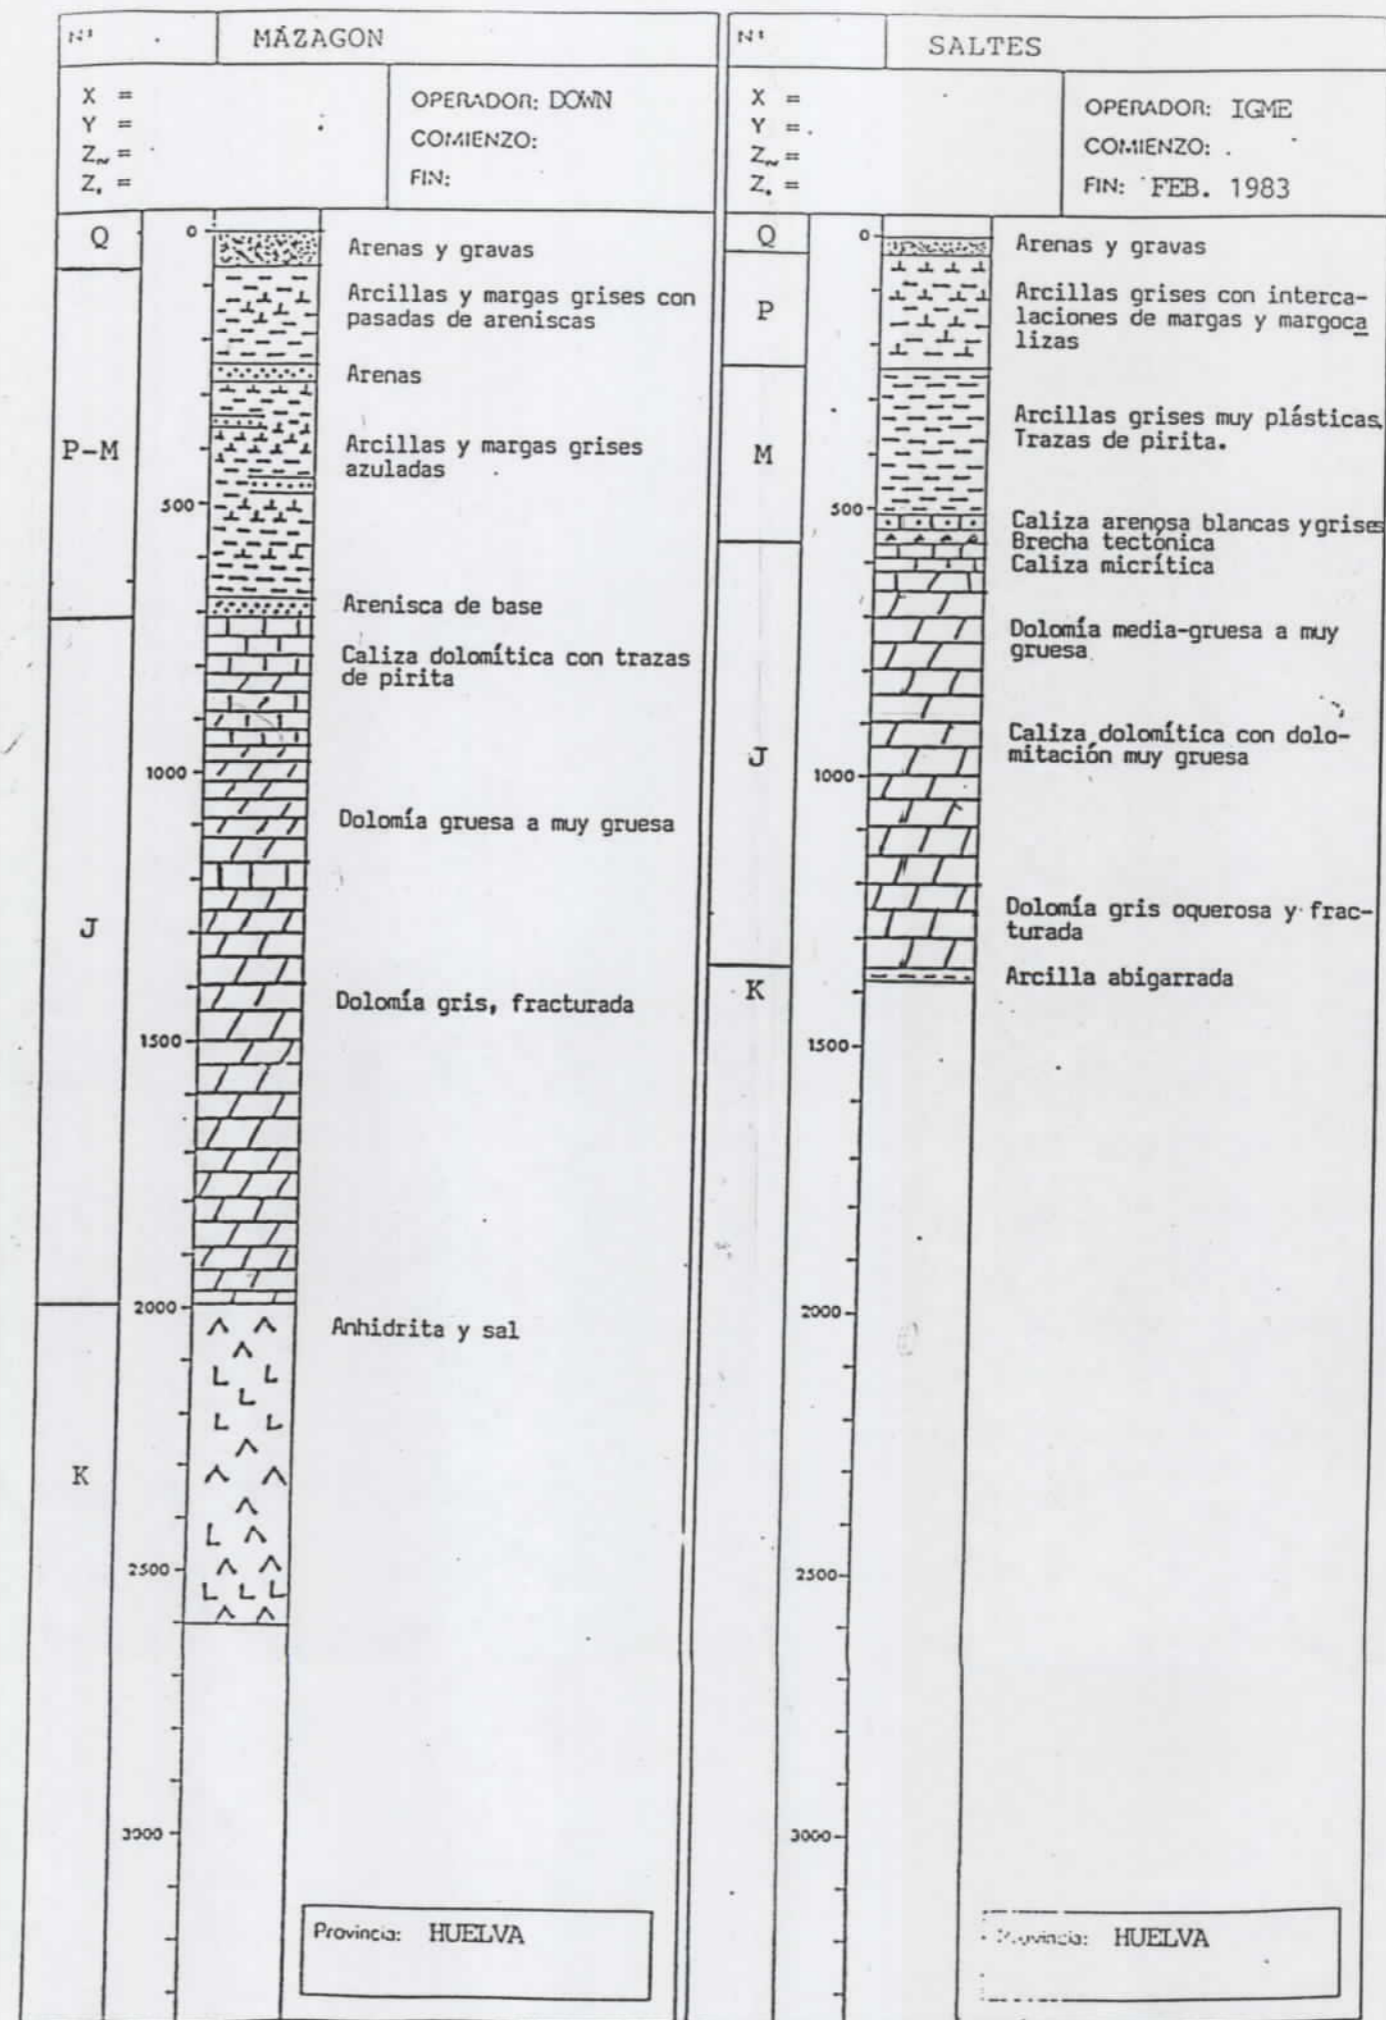 Nº
MÁZAGON
X =
Y =
Z~ =
Z. =
OPERADOR: DOWN
COMIENZO:
FIN:
Q
P-M
J
K
0
500
1000
1500
2000
2500
3000
Arenas y gravas
Arcillas y margas grises con
pasadas de areniscas
Arenas
Arcillas y margas grises
azuladas
Arenisca de base
Caliza dolomítica con trazas
de pirita
Dolomía gruesa a muy gruesa
Dolomía gris, fracturada
Anhidrita y sal
Provincia: HUELVA
Nº
SALTES
X =
Y =
Z~ =
Z. =
OPERADOR: IGME
COMIENZO:
FIN: FEB. 1983
Q
P
M
J
K
0
500
1000
1500
2000
2500
3000
Arenas y gravas
Arcillas grises con interca-
laciones de margas y margoca
lizas
Arcillas grises muy plásticas.
Trazas de pirita.
Caliza arenosa blancas y grises
Brecha tectónica
Caliza micrítica
Dolomía media-gruesa a muy
gruesa
Caliza dolomítica con dolo-
mitación muy gruesa
Dolomía gris oquerosa y frac-
turada
Arcilla abigarrada
Provincia: HUELVA